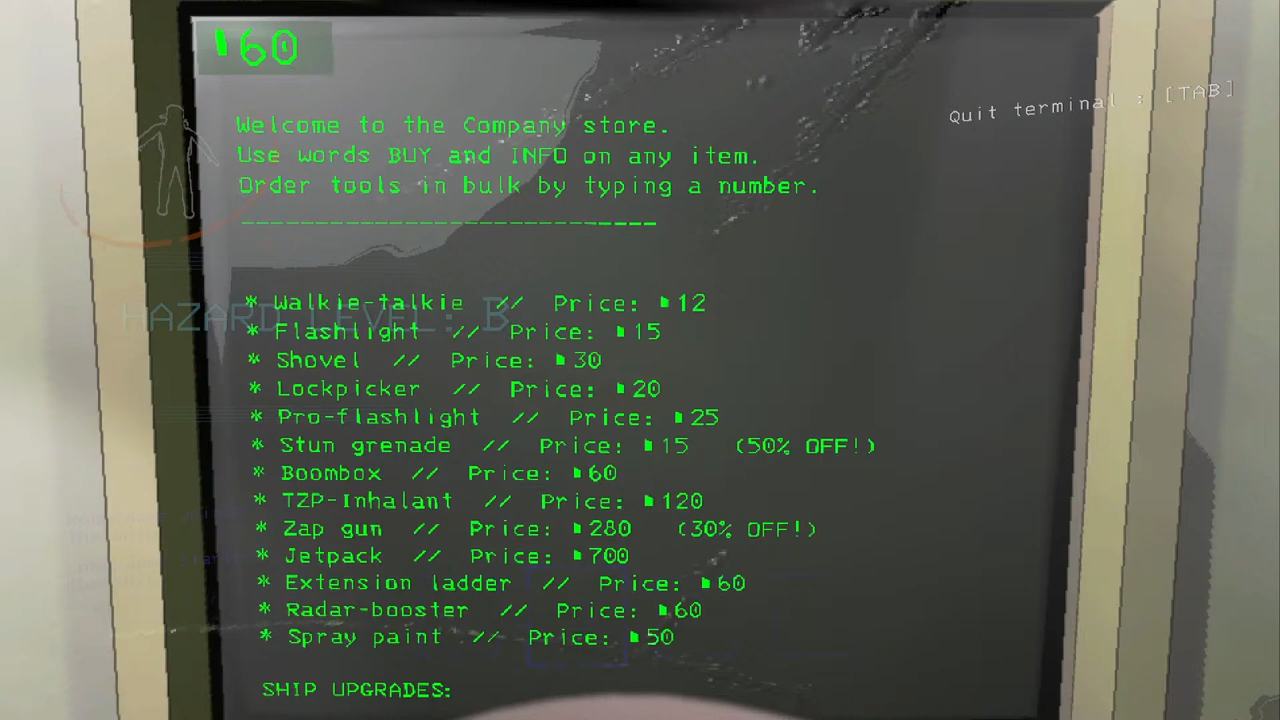 ▮60
Quit terminal : [TAB]
Welcome to the Company store.
Use words BUY and INFO on any item.
Order tools in bulk by typing a number.
----------------------------
HAZARD LEVEL: B
* Walkie-talkie // Price: ▮12
* Flashlight // Price: ▮15
* Shovel // Price: ▮30
* Lockpicker // Price: ▮20
* Pro-flashlight // Price: ▮25
* Stun grenade // Price: ▮15 (50% OFF!)
* Boombox // Price: ▮60
* TZP-Inhalant // Price: ▮120
* Zap gun // Price: ▮280 (30% OFF!)
* Jetpack // Price: ▮700
* Extension ladder // Price: ▮60
* Radar-booster // Price: ▮60
* Spray paint // Price: ▮50
SHIP UPGRADES: